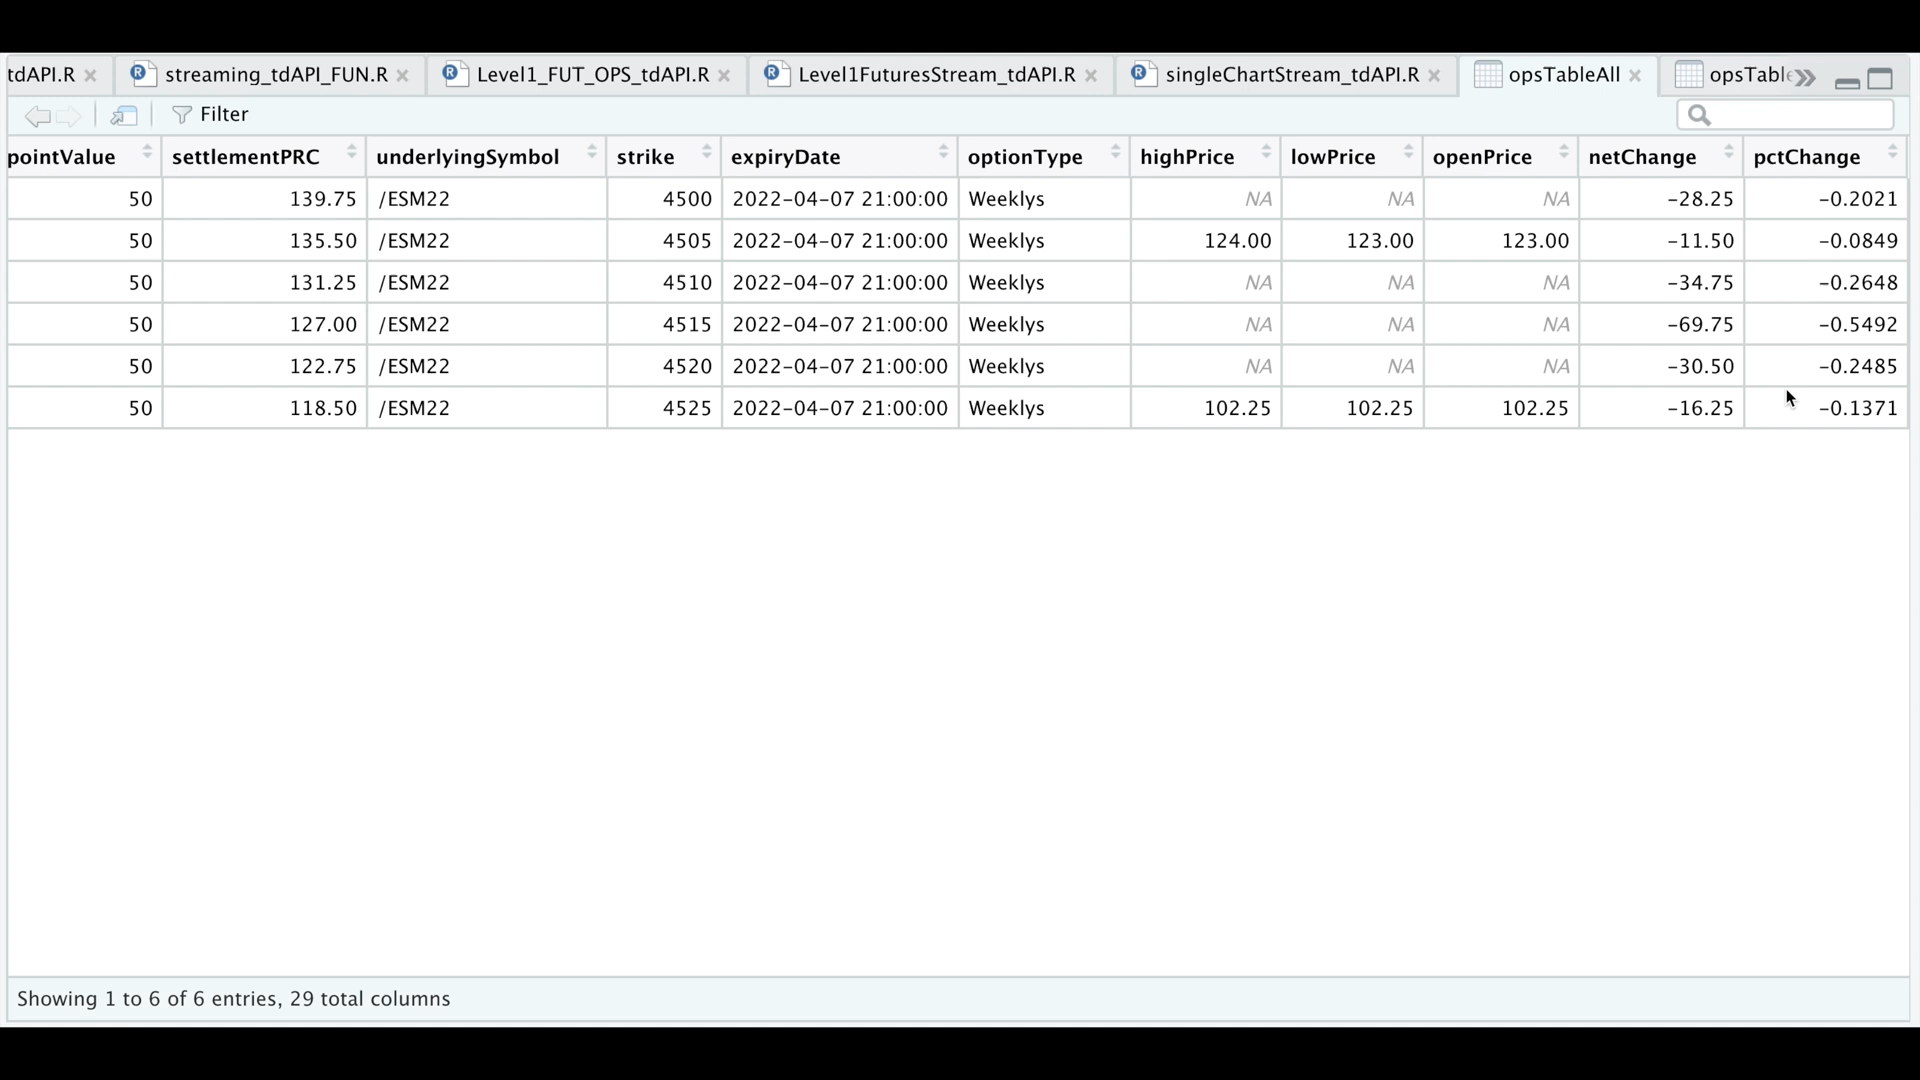 tdAPI.R streaming_tdAPI_FUN.R Level1_FUT_OPS_tdAPI.R Level1FuturesStream_tdAPI.R singleChartStream_tdAPI.R opsTableAll opsTable
Filter
pointValue settlementPRC underlyingSymbol strike expiryDate optionType highPrice lowPrice openPrice netChange pctChange
50 139.75 /ESM22 4500 2022-04-07 21:00:00 Weeklys NA NA NA -28.25 -0.2021
50 135.50 /ESM22 4505 2022-04-07 21:00:00 Weeklys 124.00 123.00 123.00 -11.50 -0.0849
50 131.25 /ESM22 4510 2022-04-07 21:00:00 Weeklys NA NA NA -34.75 -0.2648
50 127.00 /ESM22 4515 2022-04-07 21:00:00 Weeklys NA NA NA -69.75 -0.5492
50 122.75 /ESM22 4520 2022-04-07 21:00:00 Weeklys NA NA NA -30.50 -0.2485
50 118.50 /ESM22 4525 2022-04-07 21:00:00 Weeklys 102.25 102.25 102.25 -16.25 -0.1371
Showing 1 to 6 of 6 entries, 29 total columns